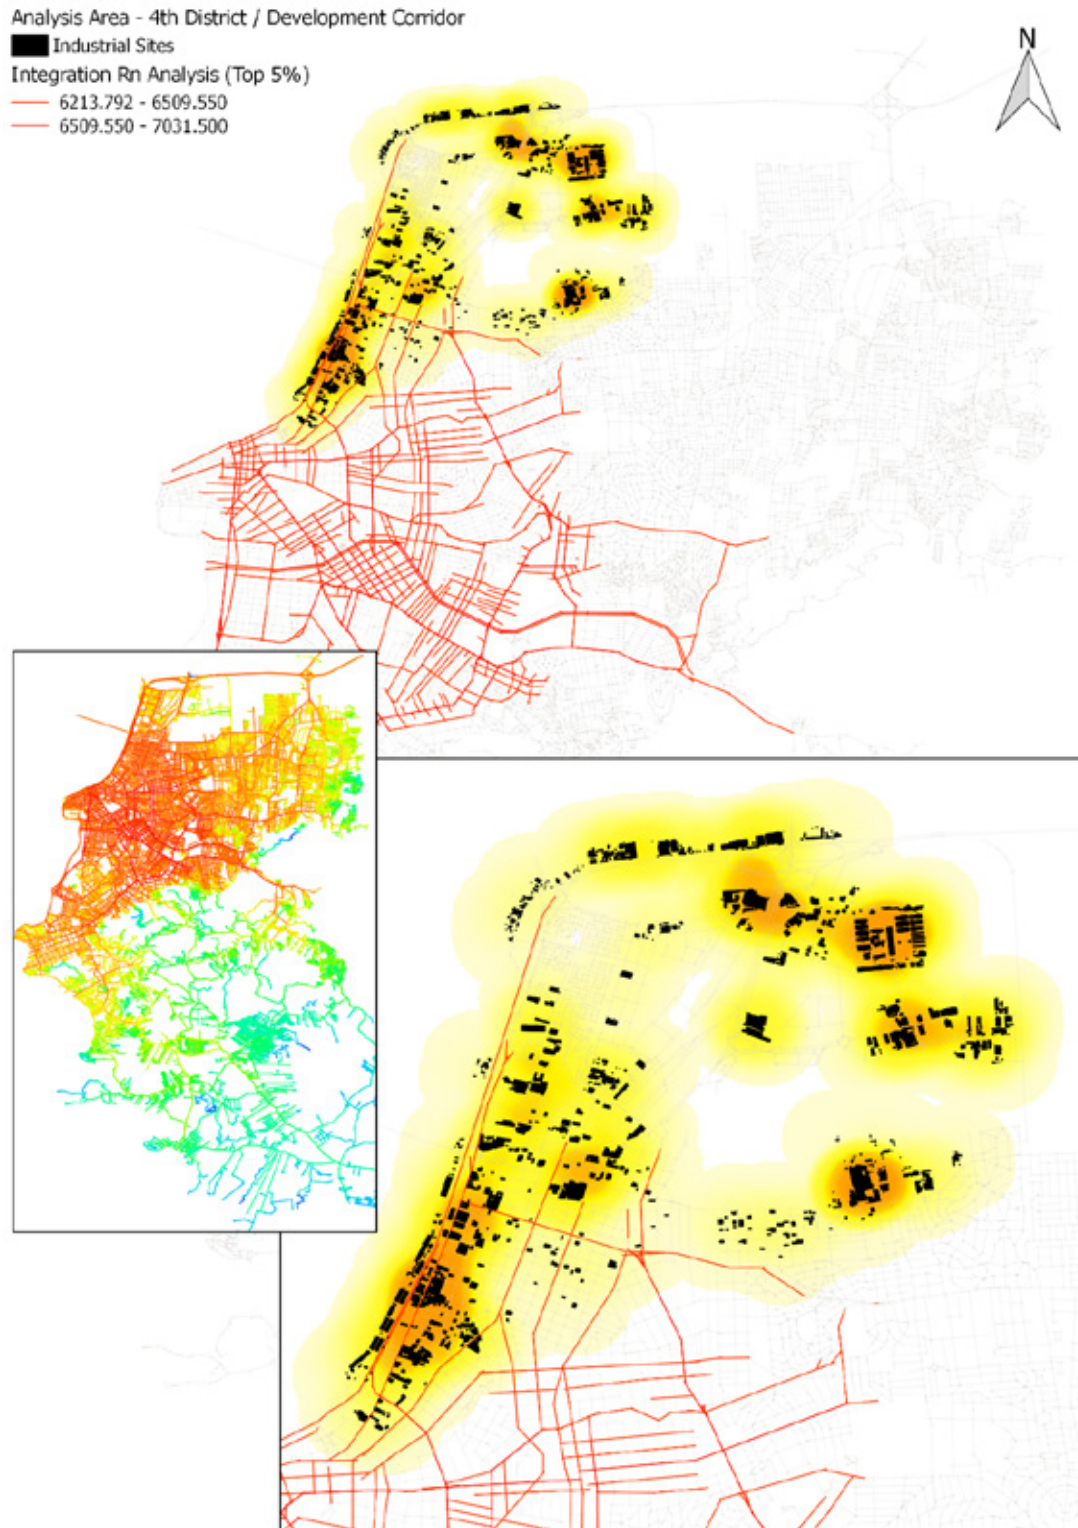 Analysis Area - 4th District / Development Corridor
Industrial Sites
Integration Rn Analysis (Top 5%)
6213.792 - 6509.550
6509.550 - 7031.500
N